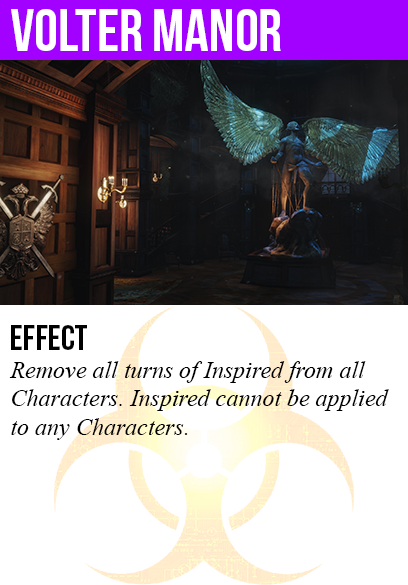 VOLTER MANOR
EFFECT
Remove all turns of Inspired from all
Characters. Inspired cannot be applied
to any Characters.